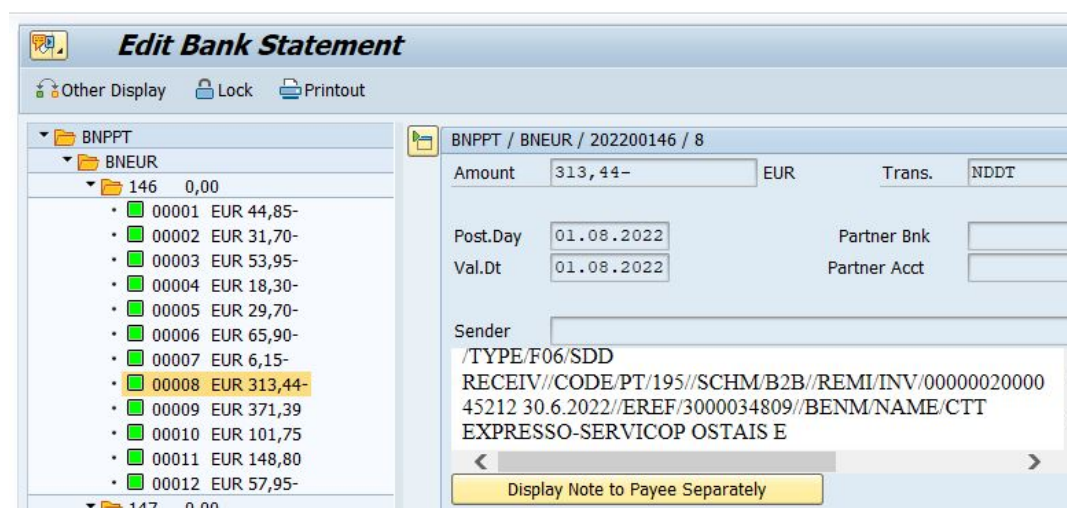 Edit Bank Statement
Other Display Lock Printout
BNPPT
BNEUR
146 0,00
00001 EUR 44,85-
00002 EUR 31,70-
00003 EUR 53,95-
00004 EUR 18,30-
00005 EUR 29,70-
00006 EUR 65,90-
00007 EUR 6,15-
00008 EUR 313,44-
00009 EUR 371,39
00010 EUR 101,75
00011 EUR 148,80
00012 EUR 57,95-
147 0,00
BNPPT / BNEUR / 202200146 / 8
Amount 313,44- EUR Trans. NDDT
Post.Day 01.08.2022 Partner Bnk
Val.Dt 01.08.2022 Partner Acct
Sender
/TYPE/F06/SDD
RECEIV//CODE/PT/195//SCHM/B2B//REMI/INV/00000020000
45212 30.6.2022//EREF/3000034809//BENM/NAME/CTT
EXPRESSO-SERVICOP OSTAIS E
Display Note to Payee Separately